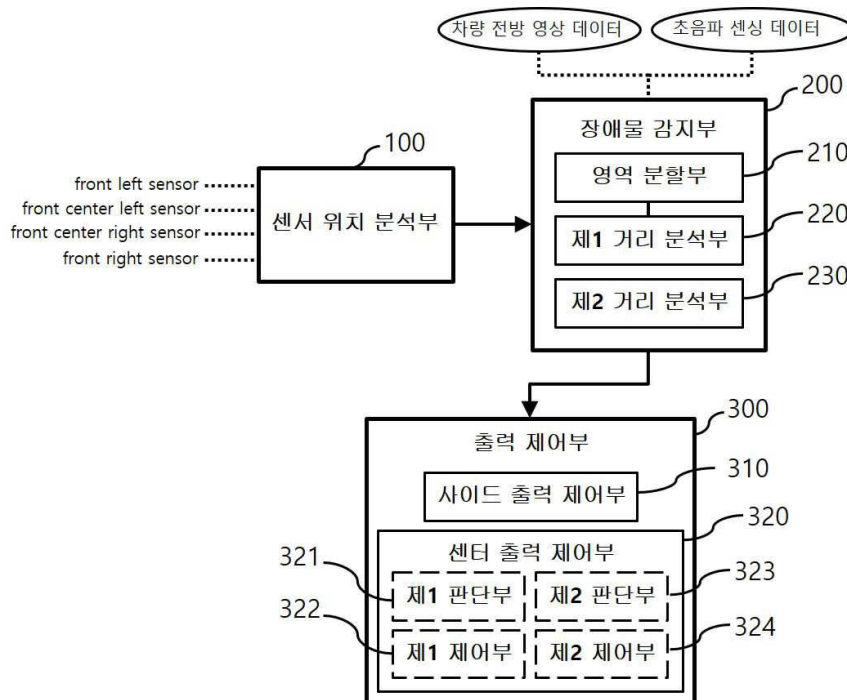 차량 전방 영상 데이터
초음파 센싱 데이터
200
장애물 감지부
100
210
영역 분할부
front left sensor
front center left sensor
front center right sensor
front right sensor
센서 위치 분석부
220
제1 거리 분석부
230
제2 거리 분석부
300
출력 제어부
310
사이드 출력 제어부
320
센터 출력 제어부
321
제1 판단부
제2 판단부
323
322
제1 제어부
제2 제어부
324